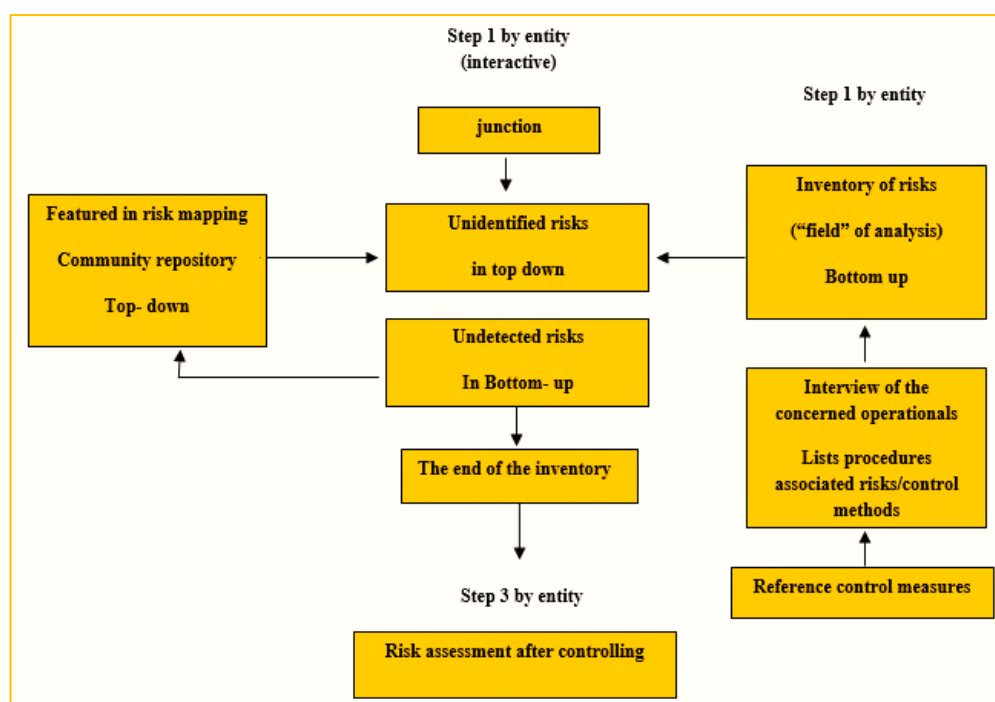 Step 1 by entity
(interactive)
Step 1 by entity
junction
Featured in risk mapping
Community repository
Top- down
Unidentified risks
in top down
Inventory of risks
(“field” of analysis)
Bottom up
Undetected risks
In Bottom- up
Interview of the
concerned operationals
Lists procedures
associated risks/control
methods
The end of the inventory
Reference control measures
Step 3 by entity
Risk assessment after controlling